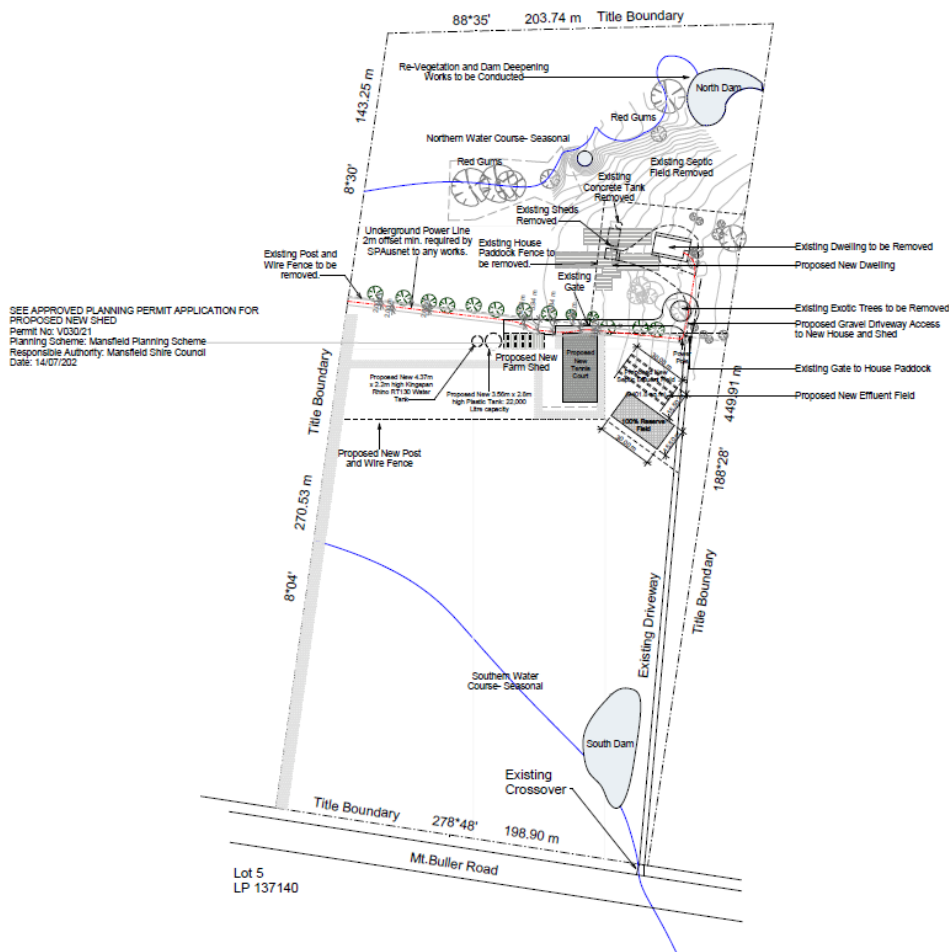 88*35'
203.74 m
Title Boundary
Re-Vegetation and Dam Deepening
Works to be Conducted
North Dam
143.25 m
Red Gums
Northern Water Course- Seasonal
Red Gums
Existing Septic
Field Removed
Existing
Concrete Tank
Removed
8*30'
Existing Sheds
Removed
Underground Power Line
2m offset min. required by
SPAusnet to any works.
Existing House
Paddock Fence to
be removed.
Existing Post and
Wire Fence to be
removed.
Existing
Gate
Existing Dwelling to be Removed
Proposed New Dwelling
Existing Exotic Trees to be Removed
Proposed Gravel Driveway Access
to New House and Shed
Existing Gate to House Paddock
Proposed New Effluent Field
SEE APPROVED PLANNING PERMIT APPLICATION FOR
PROPOSED NEW SHED
Permit No: V030/21
Planning Scheme: Mansfield Planning Scheme
Responsible Authority: Mansfield Shire Council
Date: 14/07/202
Proposed New
Farm Shed
Proposed
New
Tennis
Court
Power
Proposed New 4.37m
x 2.2m high Kingspan
Rhino RT130 Water
Tank
Proposed New 3.56m x 2.8m
high Plastic Tank: 22,000
Litre capacity
30.00 m
Proposed New
Septic Effluent Field
100% Reserve
Field
30.00 m
449.91 m
188*28'
Title Boundary
Title Boundary
Proposed New Post
and Wire Fence
270.53 m
8*04'
Existing Driveway
Southern Water
Course- Seasonal
South Dam
Existing
Crossover
Title Boundary
278*48'
198.90 m
Mt.Buller Road
Lot 5
LP 137140